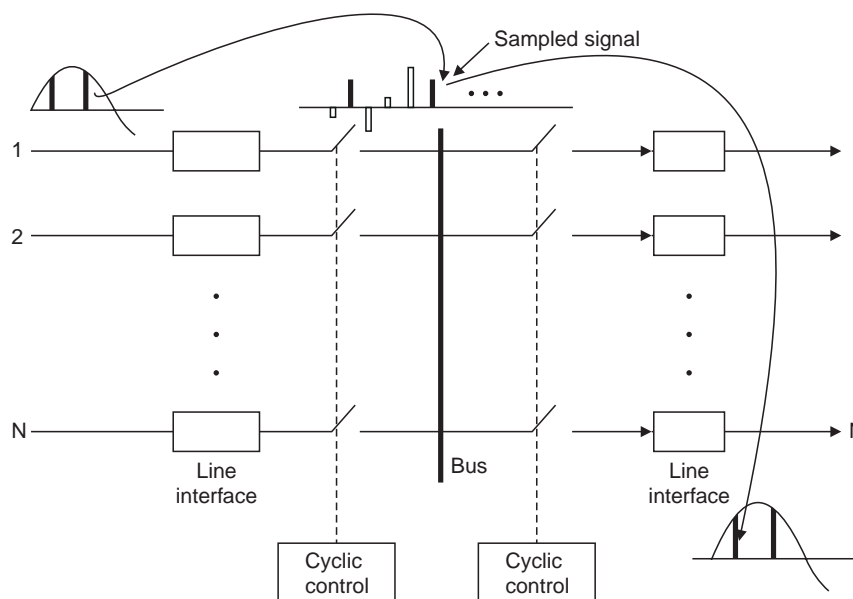 Sampled signal
1
2
N
N
Line
interface
Bus
Line
interface
Cyclic
control
Cyclic
control